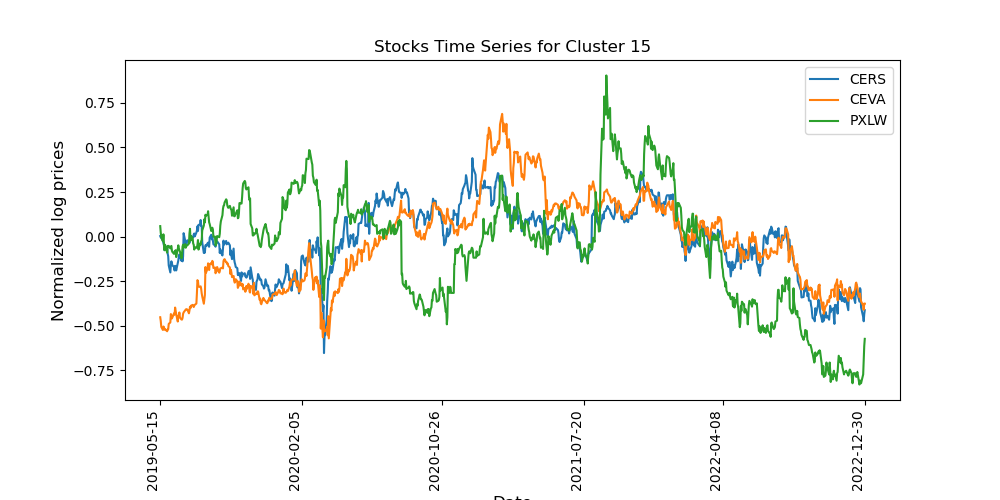 Stocks Time Series for Cluster 15
CERS
CEVA
PXLW
Normalized log prices
0.75
0.50
0.25
0.00
−0.25
−0.50
−0.75
2019-05-15
2020-02-05
2020-10-26
2021-07-20
2022-04-08
2022-12-30
Date